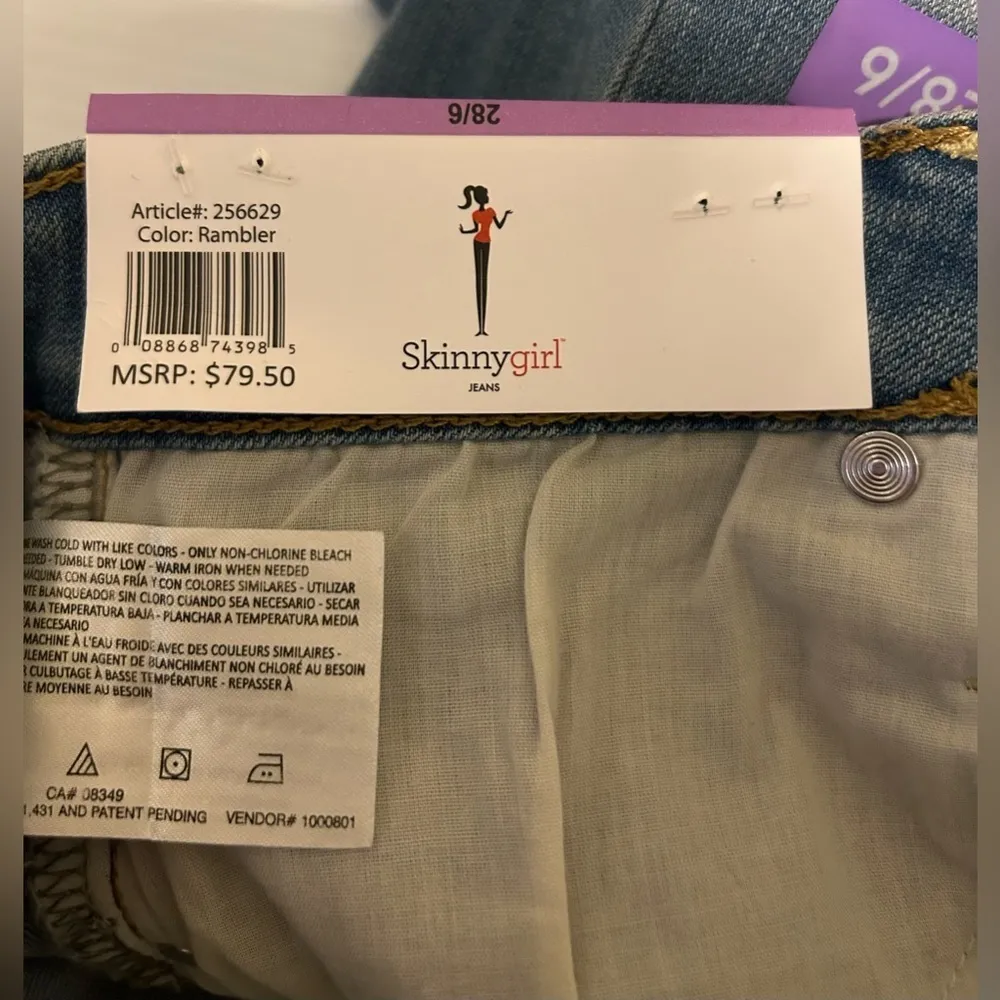 28/6
28/6
Article#: 256629
Color: Rambler
0 08868 74398 5
MSRP: $79.50
Skinnygirl™
JEANS
WASH COLD WITH LIKE COLORS - ONLY NON-CHLORINE BLEACH
- TUMBLE DRY LOW - WARM IRON WHEN NEEDED
MÁQUINA CON AGUA FRÍA Y CON COLORES SIMILARES - UTILIZAR
BLANQUEADOR SIN CLORO CUANDO SEA NECESARIO - SECAR
A TEMPERATURA BAJA - PLANCHAR A TEMPERATURA MEDIA
NECESARIO
MACHINE À L'EAU FROIDE AVEC DES COULEURS SIMILAIRES -
UN AGENT DE BLANCHIMENT NON CHLORÉ AU BESOIN
CULBUTAGE À BASSE TEMPÉRATURE - REPASSER À
MOYENNE AU BESOIN
CA# 08349
,431 AND PATENT PENDING VENDOR# 1000801